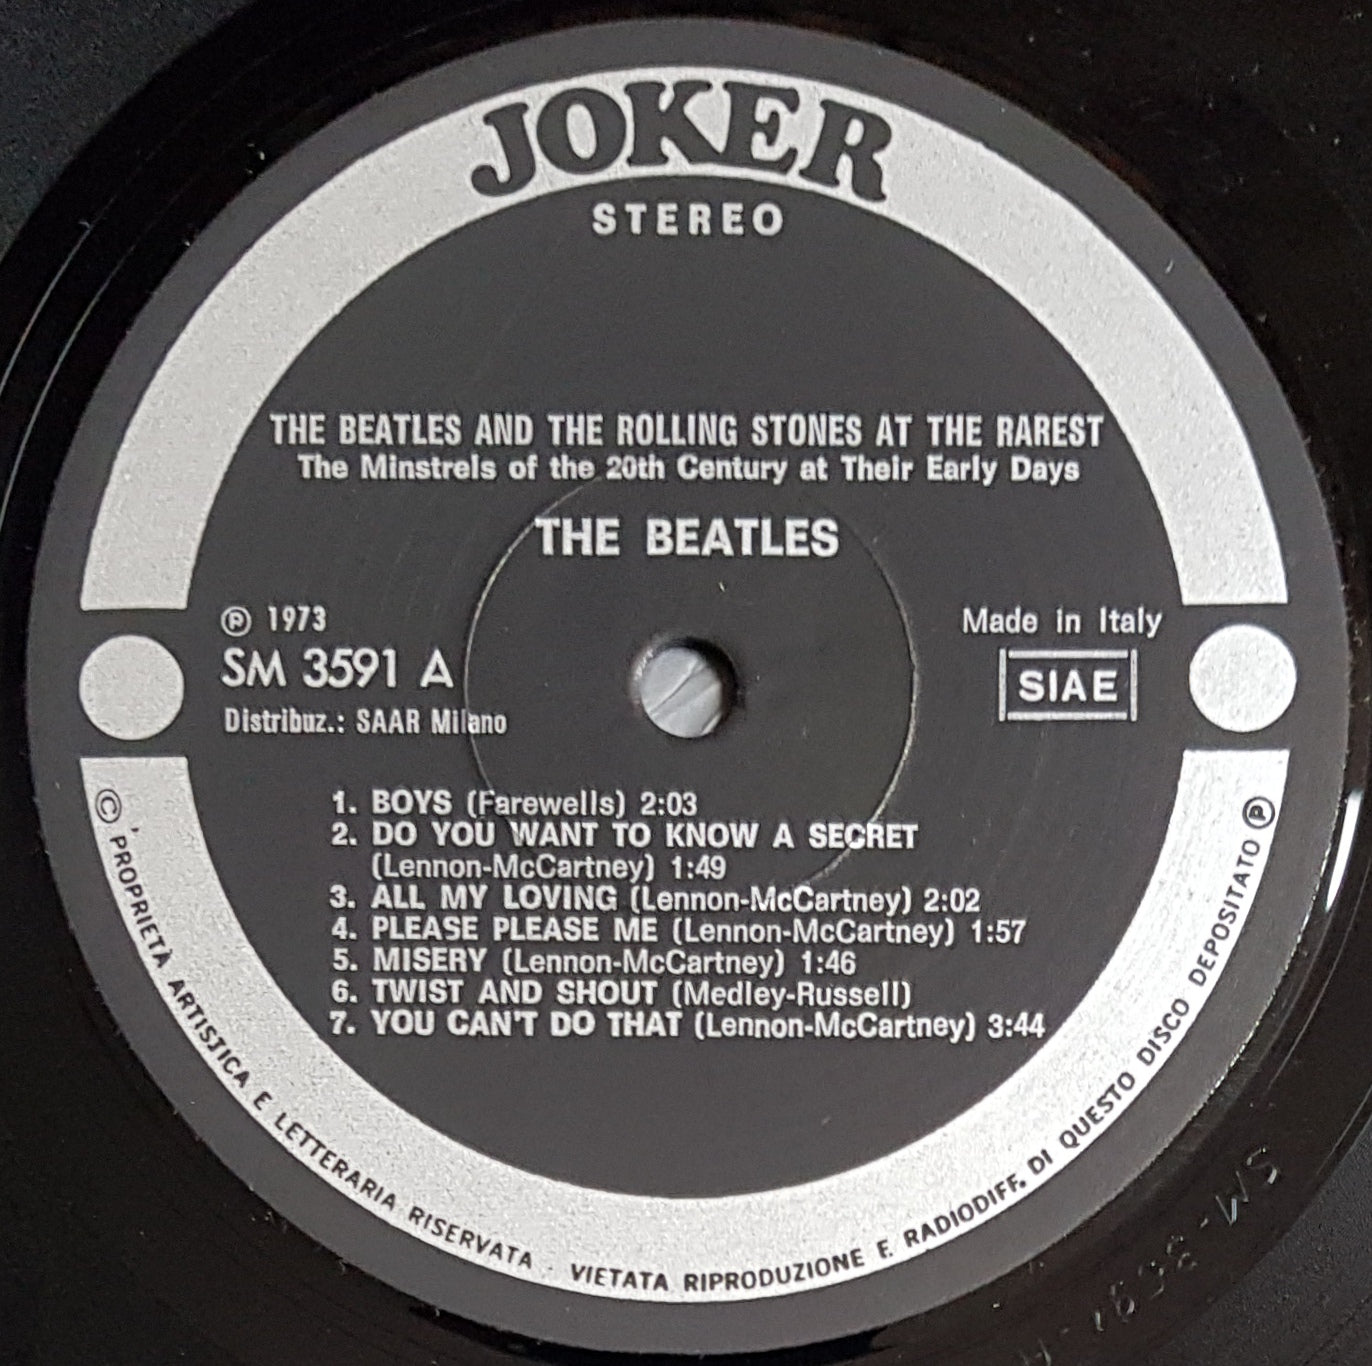 JOKER
STEREO
THE BEATLES AND THE ROLLING STONES AT THE RAREST
The Minstrels of the 20th Century at Their Early Days
THE BEATLES
℗ 1973
SM 3591 A
Distribuz.: SAAR Milano
Made in Italy
SIAE
1. BOYS (Farewells) 2:03
2. DO YOU WANT TO KNOW A SECRET
(Lennon-McCartney) 1:49
3. ALL MY LOVING (Lennon-McCartney) 2:02
4. PLEASE PLEASE ME (Lennon-McCartney) 1:57
5. MISERY (Lennon-McCartney) 1:46
6. TWIST AND SHOUT (Medley-Russell)
7. YOU CAN'T DO THAT (Lennon-McCartney) 3:44
© PROPRIETÀ ARTISTICA E LETTERARIA RISERVATA - VIETATA RIPRODUZIONE E RADIODIFF. DI QUESTO DISCO DEPOSITATO ℗
SM-3591-